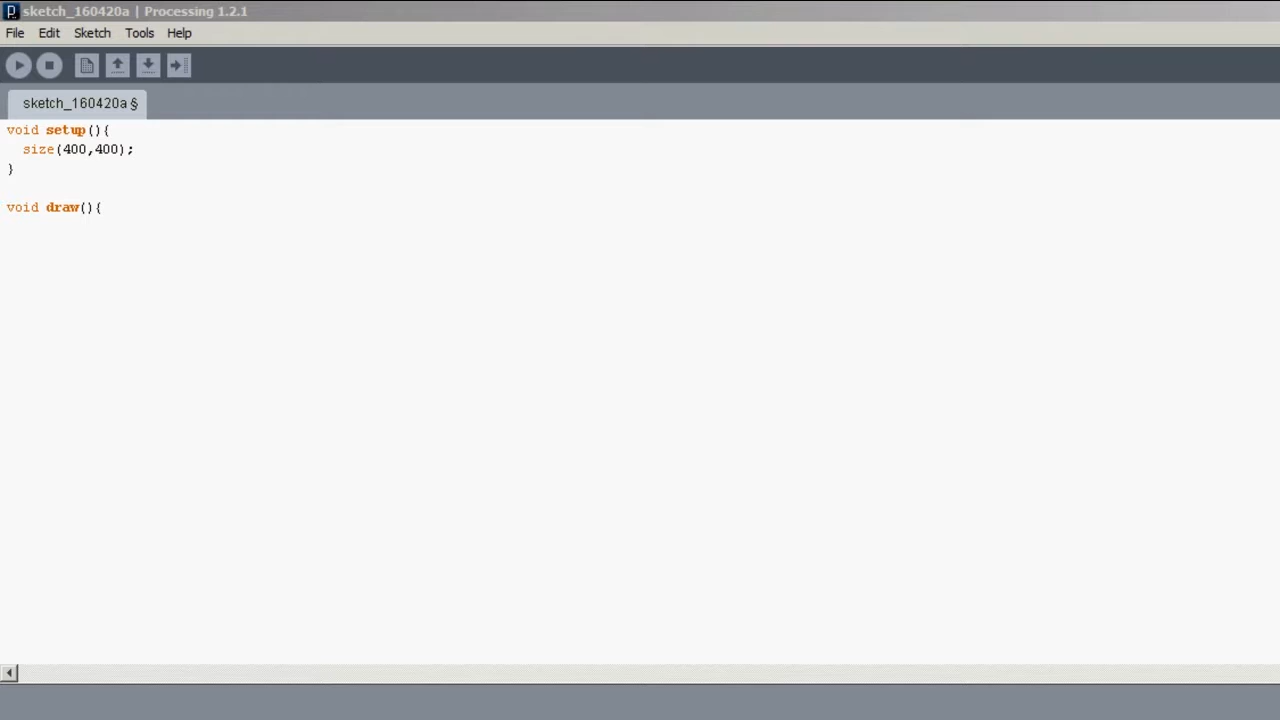 sketch_160420a | Processing 1.2.1
File Edit Sketch Tools Help
sketch_160420a §
void setup(){
  size(400,400);
}
void draw(){